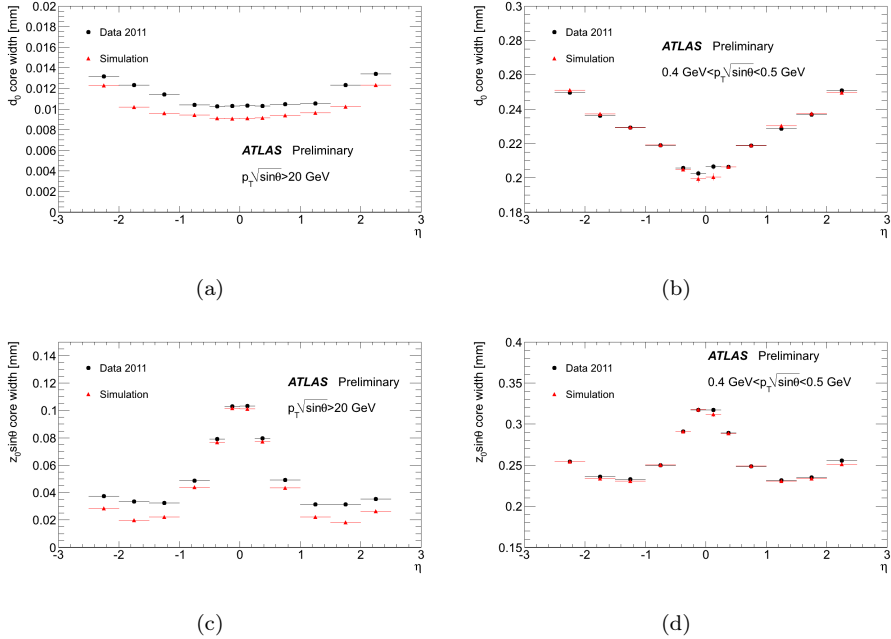 d₀ core width [mm]
0.02
0.018
0.016
0.014
0.012
0.01
0.008
0.006
0.004
0.002
0
Data 2011
Simulation
ATLAS Preliminary
p_T√sinθ>20 GeV
-3 -2 -1 0 1 2 3
η
(a)
d₀ core width [mm]
0.3
0.28
0.26
0.24
0.22
0.2
0.18
Data 2011
Simulation
ATLAS Preliminary
0.4 GeV<p_T√sinθ<0.5 GeV
-3 -2 -1 0 1 2 3
η
(b)
z₀sinθ core width [mm]
0.14
0.12
0.1
0.08
0.06
0.04
0.02
0
Data 2011
Simulation
ATLAS Preliminary
p_T√sinθ>20 GeV
-3 -2 -1 0 1 2 3
η
(c)
z₀sinθ core width [mm]
0.4
0.35
0.3
0.25
0.2
0.15
Data 2011
Simulation
ATLAS Preliminary
0.4 GeV<p_T√sinθ<0.5 GeV
-3 -2 -1 0 1 2 3
η
(d)